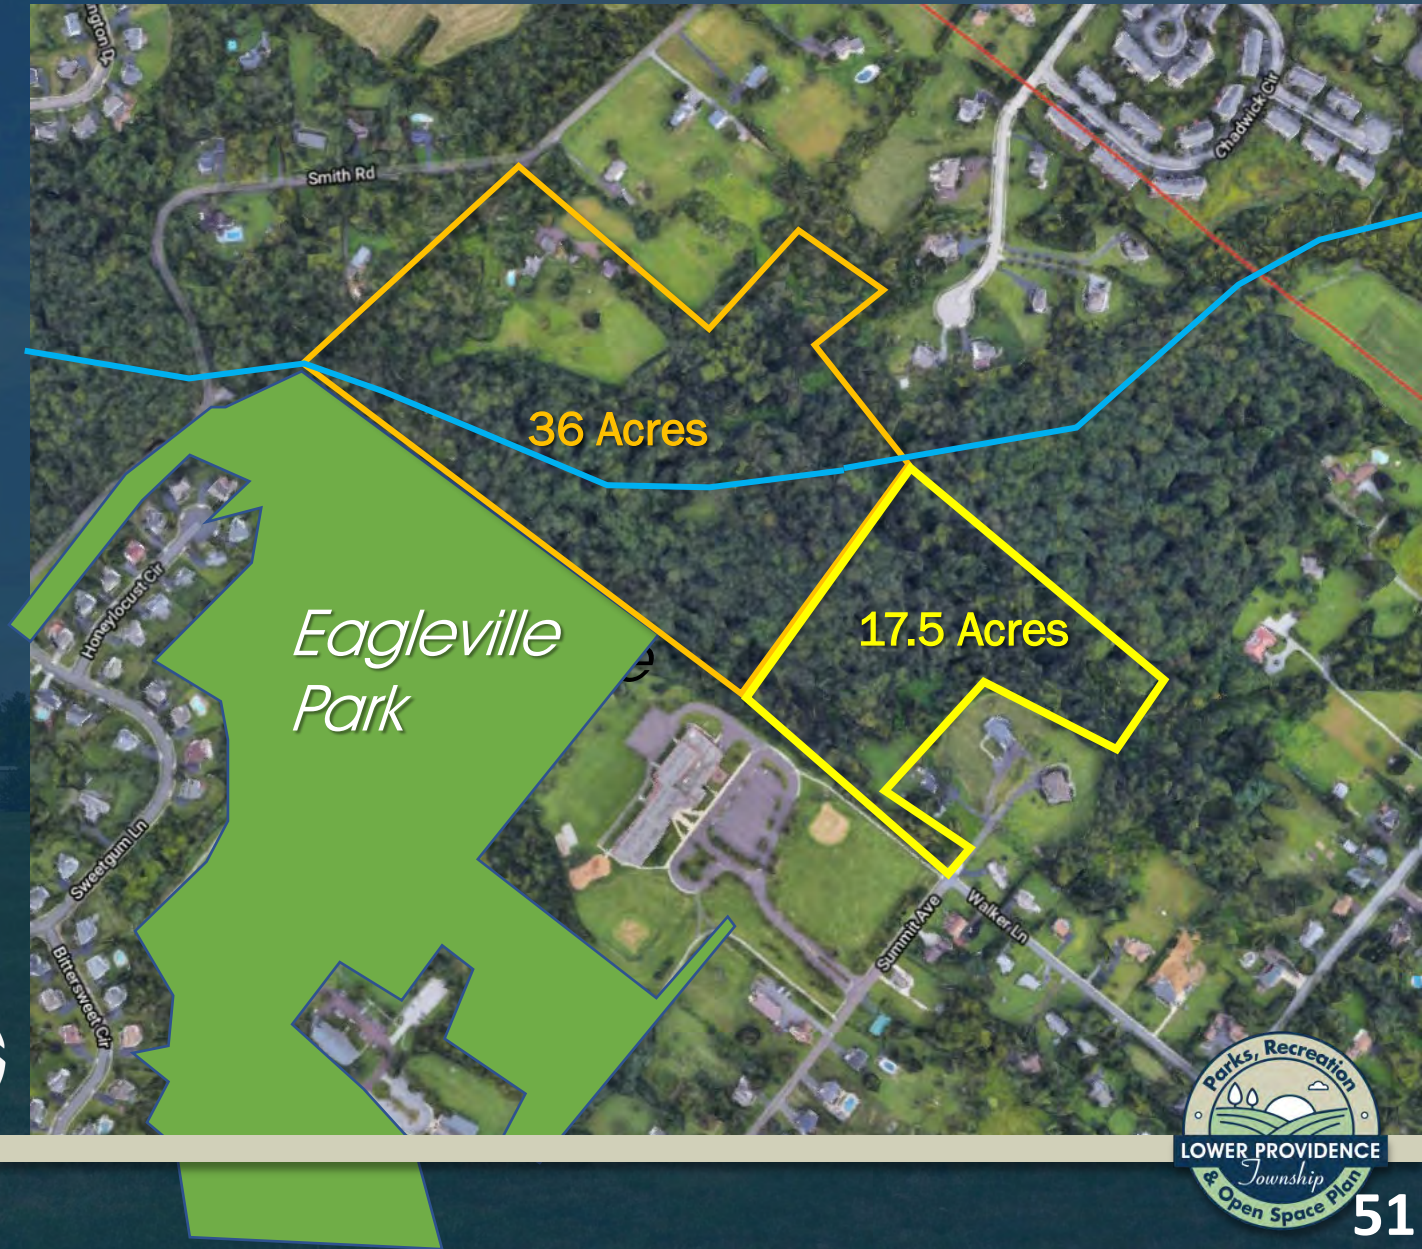 Smith Rd
Chadwick Cir
36 Acres
17.5 Acres
Eagleville
Park
e
Honeylocust Cir
Sweetgum Ln
Bittersweet Cir
Summit Ave
Walker Ln
Parks, Recreation
LOWER PROVIDENCE
Township
& Open Space Plan
51